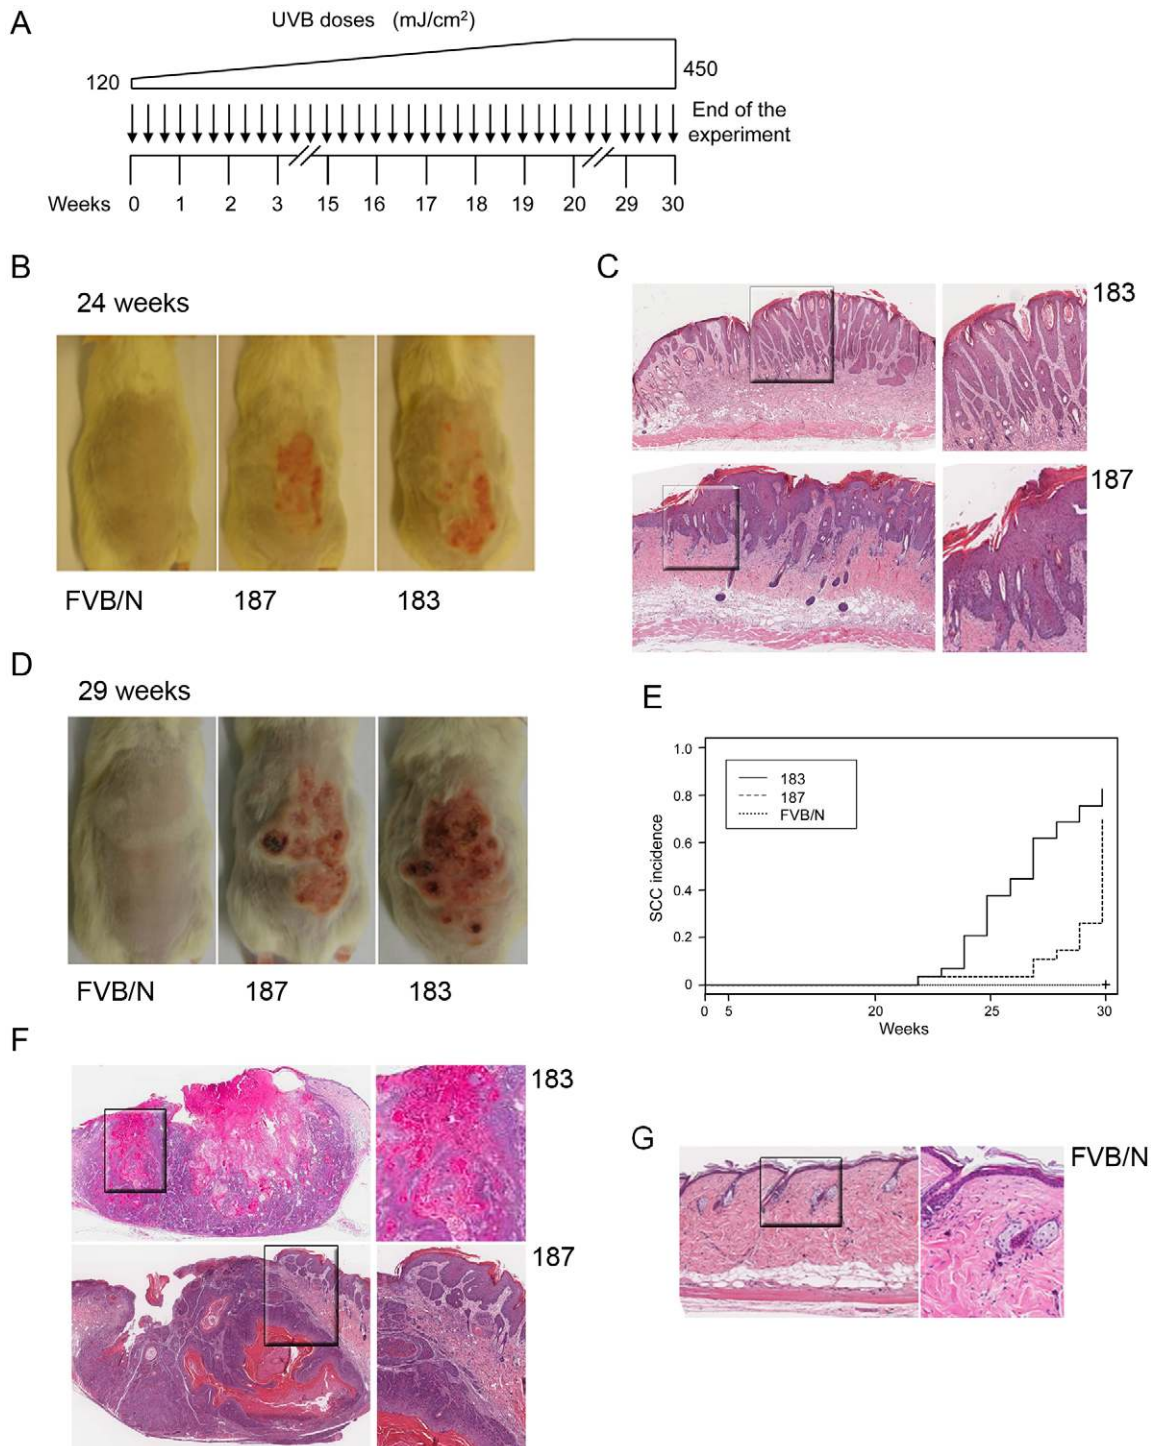 A
UVB doses (mJ/cm²)
120
450
End of the
experiment
Weeks 0 1 2 3 15 16 17 18 19 20 29 30
B
24 weeks
FVB/N 187 183
C
183
187
D
29 weeks
FVB/N 187 183
E
1.0
0.8
0.6
0.4
0.2
0
SCC incidence
183
187
FVB/N
0 5 20 25 30
Weeks
F
183
187
G
FVB/N